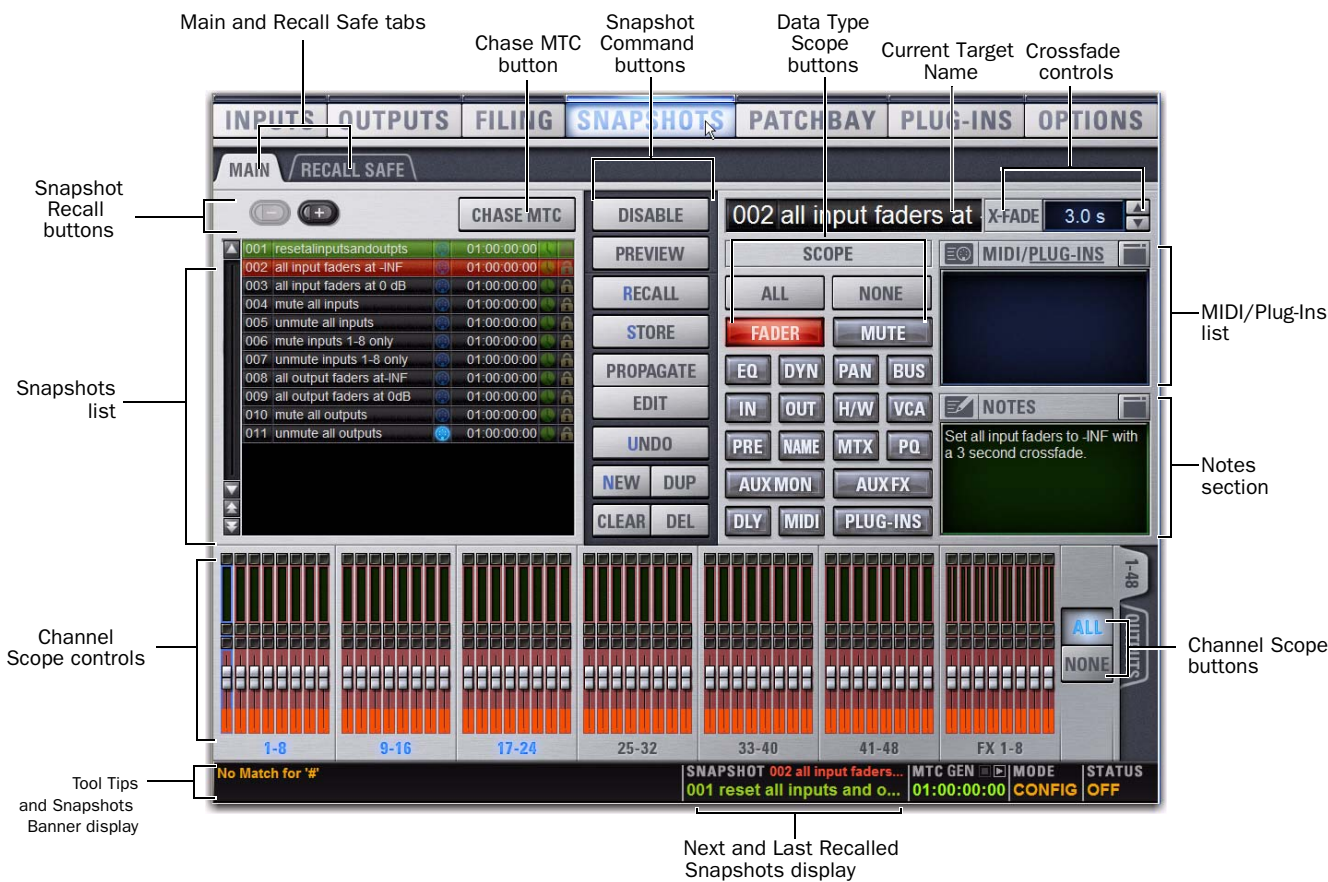 Main and Recall Safe tabs
Chase MTC
button
Snapshot
Command
buttons
Data Type
Scope
buttons
Current Target
Name
Crossfade
controls
INPUTS OUTPUTS FILING SNAPSHOTS PATCHBAY PLUG-INS OPTIONS
MAIN RECALL SAFE
Snapshot
Recall
buttons
CHASE MTC
DISABLE
002 all input faders at - X-FADE 3.0 s
001 resetalinputsandoutpts 01:00:00:00
002 all input faders at -INF 01:00:00:00
003 all input faders at 0 dB 01:00:00:00
004 mute all inputs 01:00:00:00
005 unmute all inputs 01:00:00:00
006 mute inputs 1-8 only 01:00:00:00
007 unmute inputs 1-8 only 01:00:00:00
008 all output faders at-INF 01:00:00:00
009 all output faders at 0dB 01:00:00:00
010 mute all outputs 01:00:00:00
011 unmute all outputs 01:00:00:00
Snapshots
list
PREVIEW
RECALL
STORE
PROPAGATE
EDIT
UNDO
NEW DUP
CLEAR DEL
SCOPE
ALL NONE
FADER MUTE
EQ DYN PAN BUS
IN OUT H/W VCA
PRE NAME MTX PQ
AUX MON AUX FX
DLY MIDI PLUG-INS
MIDI/PLUG-INS
MIDI/Plug-Ins
list
NOTES
Set all input faders to -INF with
a 3 second crossfade.
Notes
section
Channel
Scope controls
1-48
OUTPUTS
ALL
NONE
Channel Scope
buttons
1-8 9-16 17-24 25-32 33-40 41-48 FX 1-8
Tool Tips
and Snapshots
Banner display
No Match for '#'
SNAPSHOT 002 all input faders... MTC GEN MODE STATUS
001 reset all inputs and o... 01:00:00:00 CONFIG OFF
Next and Last Recalled
Snapshots display